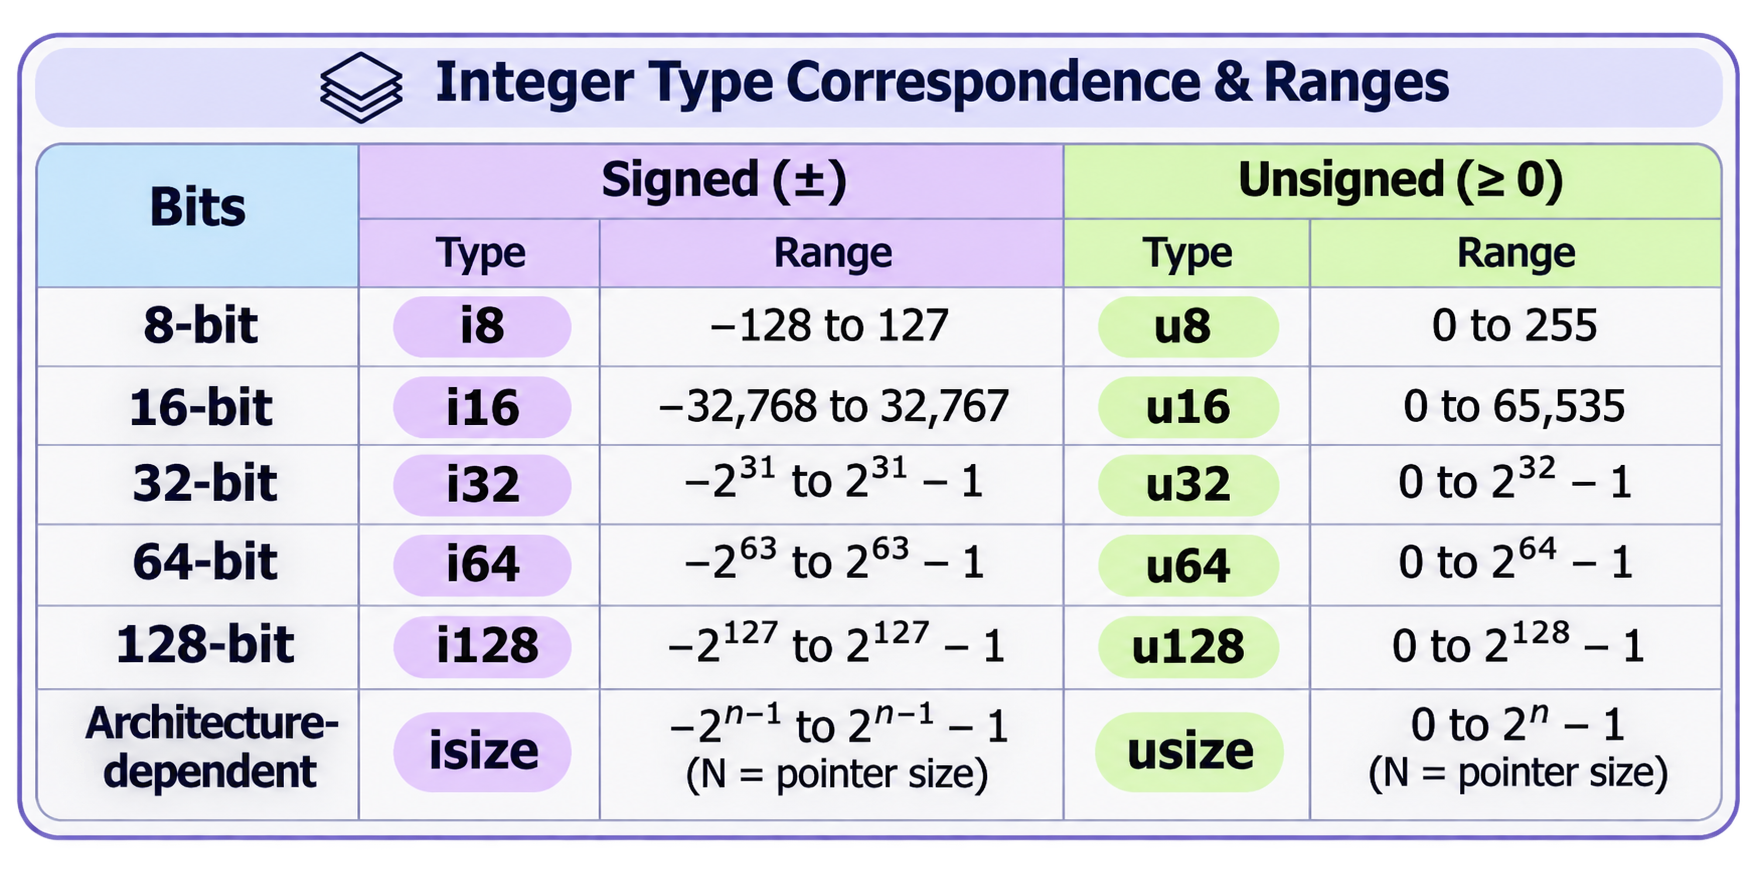 Integer Type Correspondence & Ranges
Bits
Signed (±)
Unsigned (≥ 0)
Type
Range
Type
Range
8-bit
i8
−128 to 127
u8
0 to 255
16-bit
i16
−32,768 to 32,767
u16
0 to 65,535
32-bit
i32
−2³¹ to 2³¹ − 1
u32
0 to 2³² − 1
64-bit
i64
−2⁶³ to 2⁶³ − 1
u64
0 to 2⁶⁴ − 1
128-bit
i128
−2¹²⁷ to 2¹²⁷ − 1
u128
0 to 2¹²⁸ − 1
Architecture-
dependent
isize
−2ⁿ⁻¹ to 2ⁿ⁻¹ − 1
(N = pointer size)
usize
0 to 2ⁿ − 1
(N = pointer size)